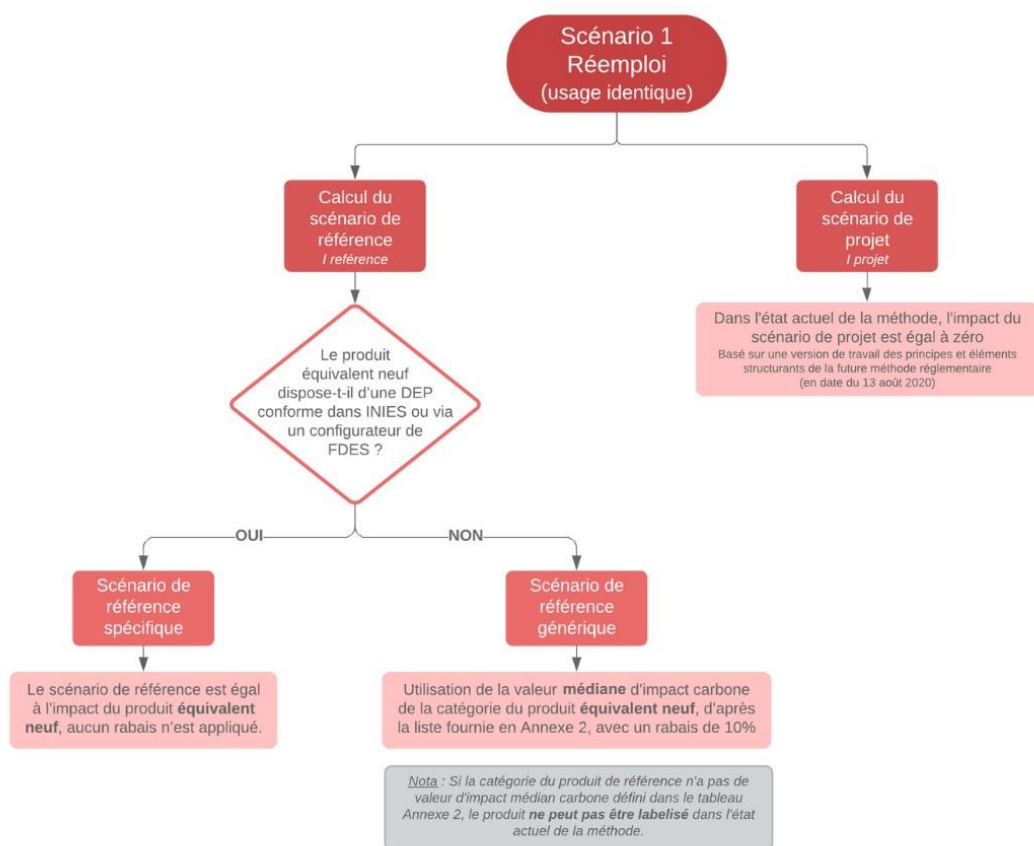 Scénario 1
Réemploi
(usage identique)
Calcul du
scénario de
référence
I référence
Calcul du
scénario de
projet
I projet
Dans l'état actuel de la méthode, l'impact du
scénario de projet est égal à zéro
Basé sur une version de travail des principes et éléments
structurants de la future méthode réglementaire
(en date du 13 août 2020)
Le produit
équivalent neuf
dispose-t-il d'une DEP
conforme dans INIES ou via
un configurateur de
FDES ?
OUI
NON
Scénario de
référence
spécifique
Scénario de
référence
générique
Le scénario de référence est égal
à l'impact du produit équivalent
neuf, aucun rabais n'est appliqué.
Utilisation de la valeur médiane d'impact carbone
de la catégorie du produit équivalent neuf, d'après
la liste fournie en Annexe 2, avec un rabais de 10%
Nota : Si la catégorie du produit de référence n'a pas de
valeur d'impact médian carbone défini dans le tableau
Annexe 2, le produit ne peut pas être labelisé dans l'état
actuel de la méthode.